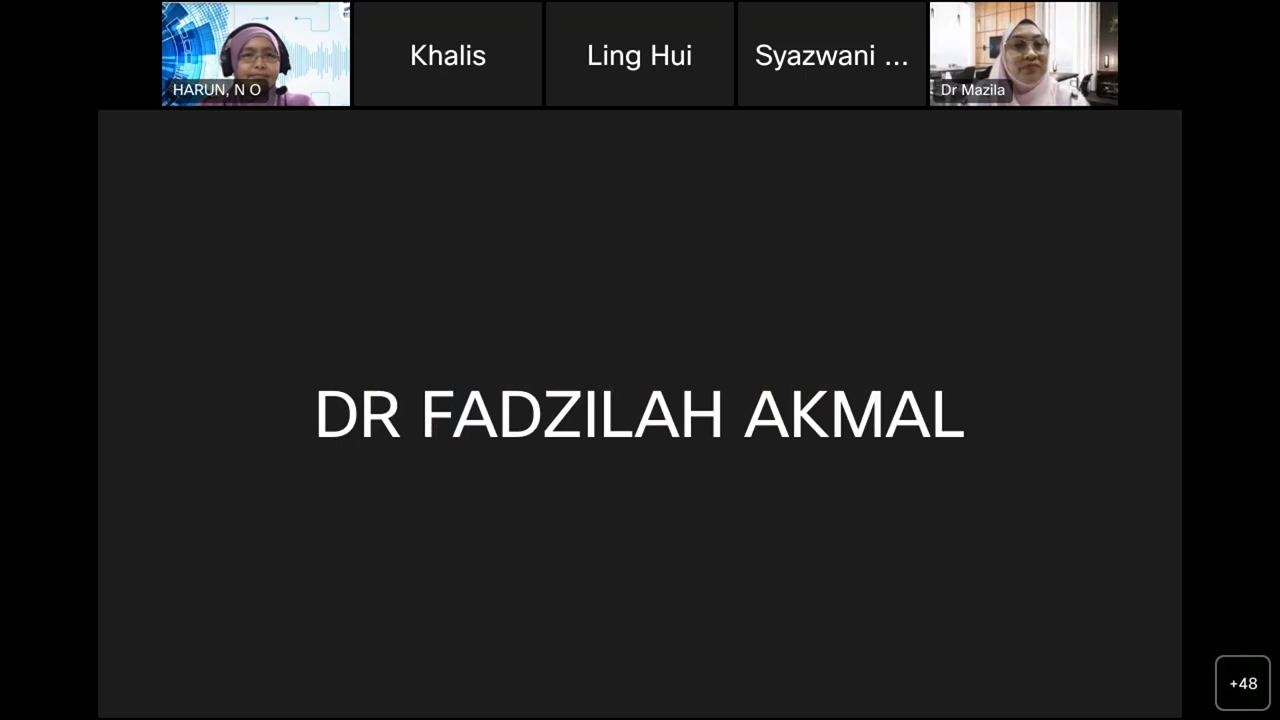 HARUN, N O
Khalis
Ling Hui
Syazwani ...
Dr Mazila
DR FADZILAH AKMAL
+48